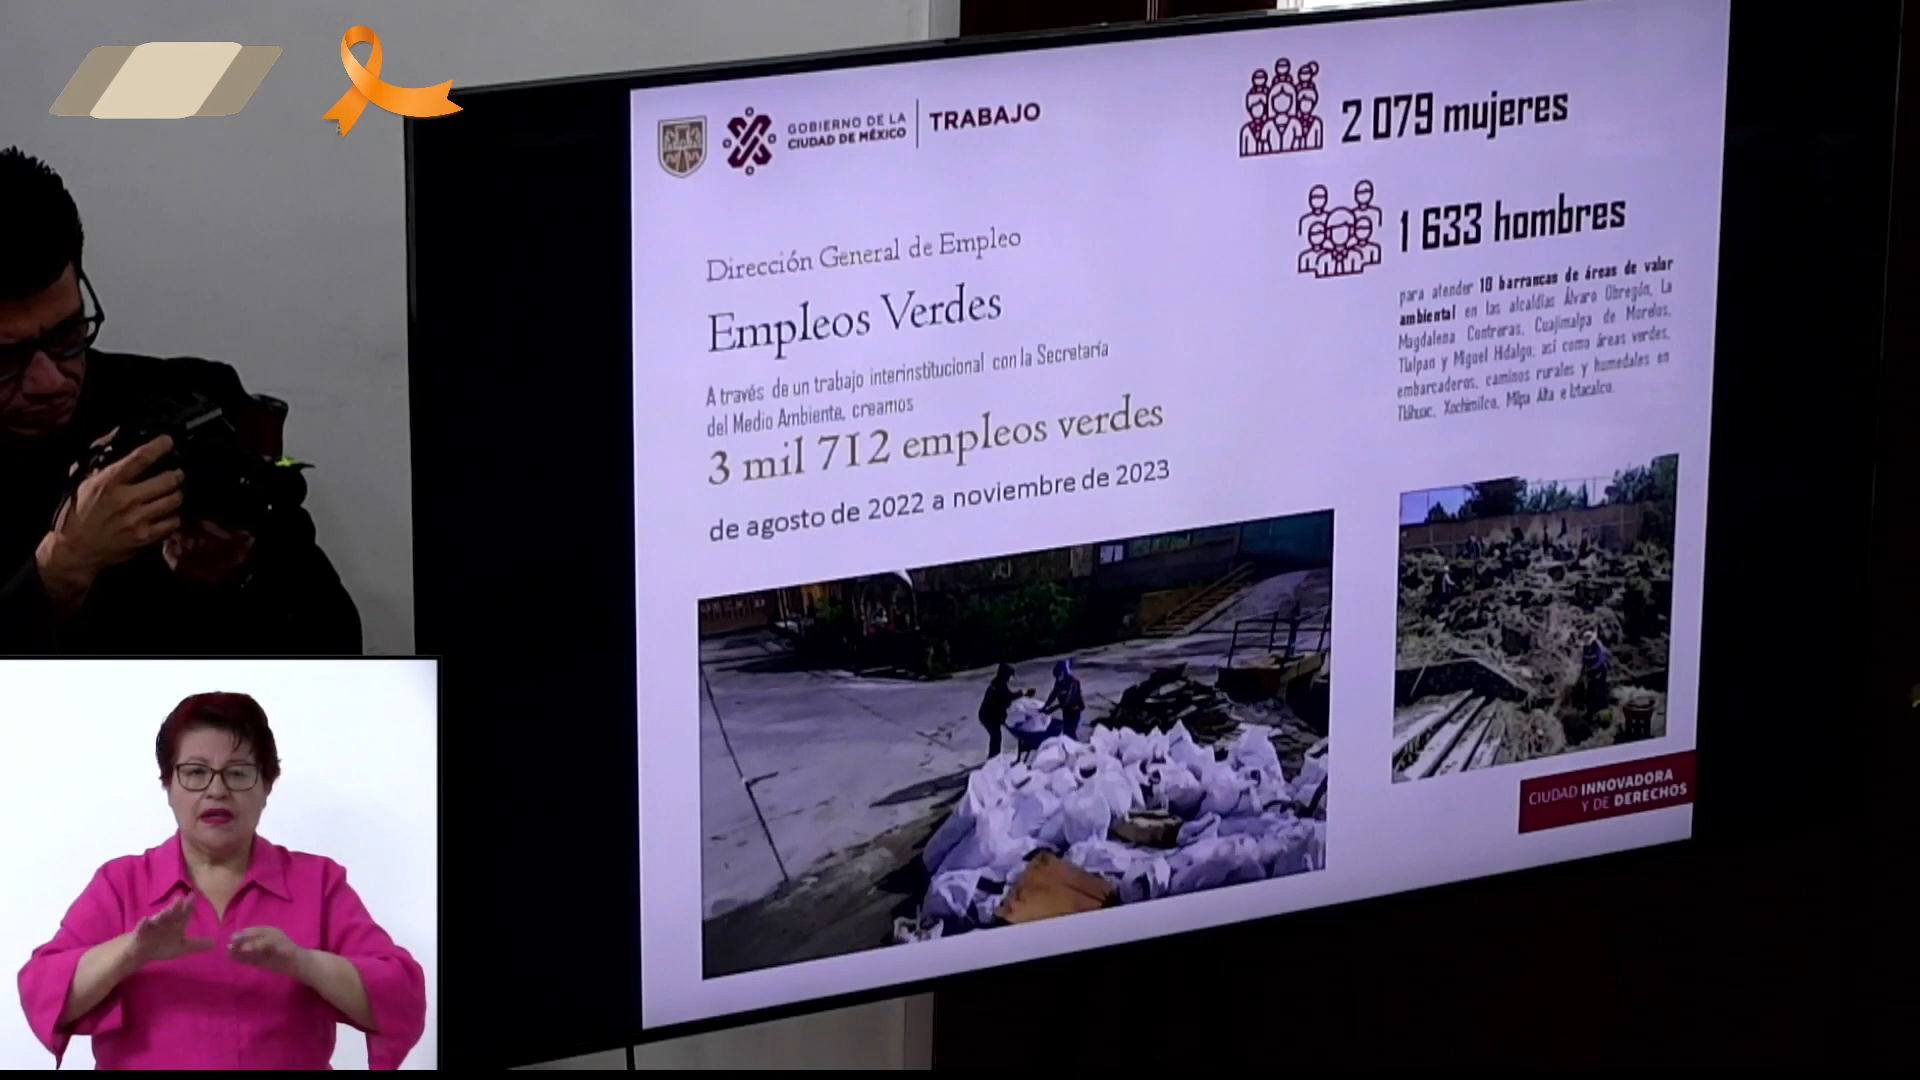 GOBIERNO DE LA
CIUDAD DE MÉXICO
TRABAJO
Dirección General de Empleo
Empleos Verdes
A través de un trabajo interinstitucional con la Secretaría
del Medio Ambiente, creamos
3 mil 712 empleos verdes
de agosto de 2022 a noviembre de 2023
2 079 mujeres
1 633 hombres
para atender 10 barrancas de áreas de valor
ambiental en las alcaldías Álvaro Obregón, La
Magdalena Contreras, Cuajimalpa de Morelos,
Tlalpan y Miguel Hidalgo; así como áreas verdes,
embarcaderos, caminos rurales y humedales en
Tláhuac, Xochimilco, Milpa Alta e Iztacalco.
CIUDAD INNOVADORA
Y DE DERECHOS